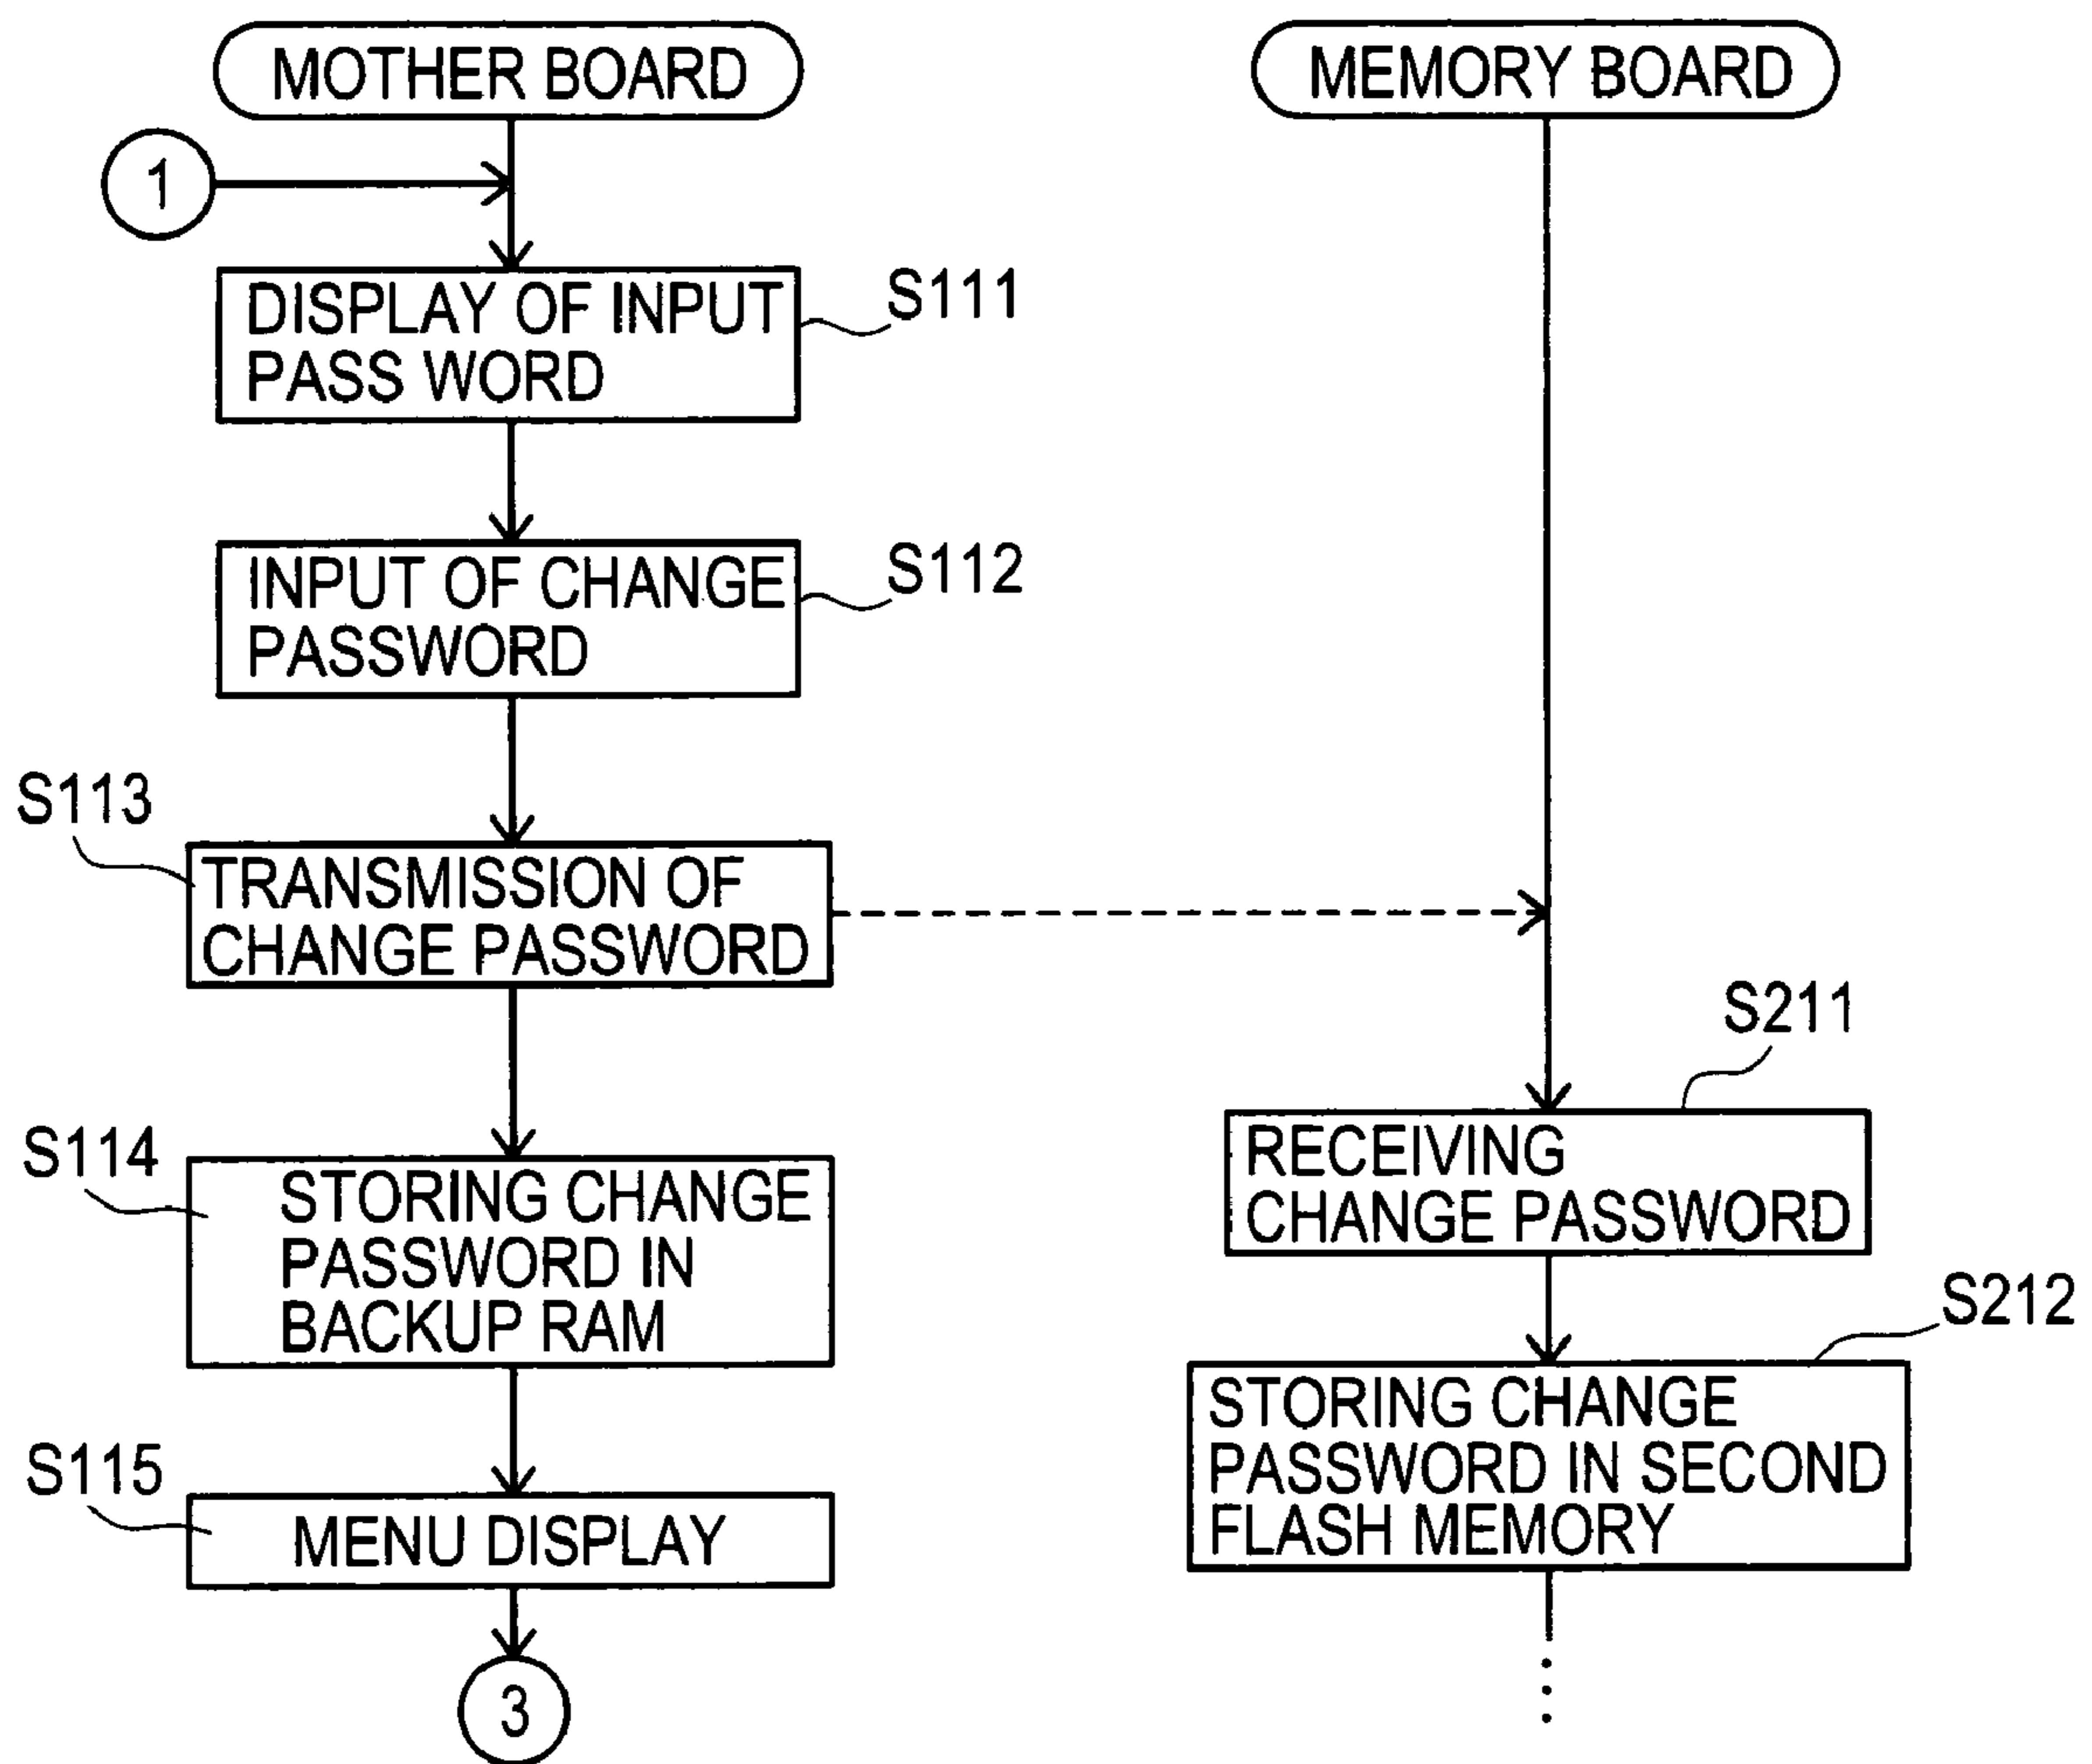 MOTHER BOARD
1
DISPLAY OF INPUT
PASS WORD
S111
INPUT OF CHANGE
PASSWORD
S112
S113
TRANSMISSION OF
CHANGE PASSWORD
S114
STORING CHANGE
PASSWORD IN
BACKUP RAM
S115
MENU DISPLAY
3
MEMORY BOARD
S211
RECEIVING
CHANGE PASSWORD
S212
STORING CHANGE
PASSWORD IN SECOND
FLASH MEMORY